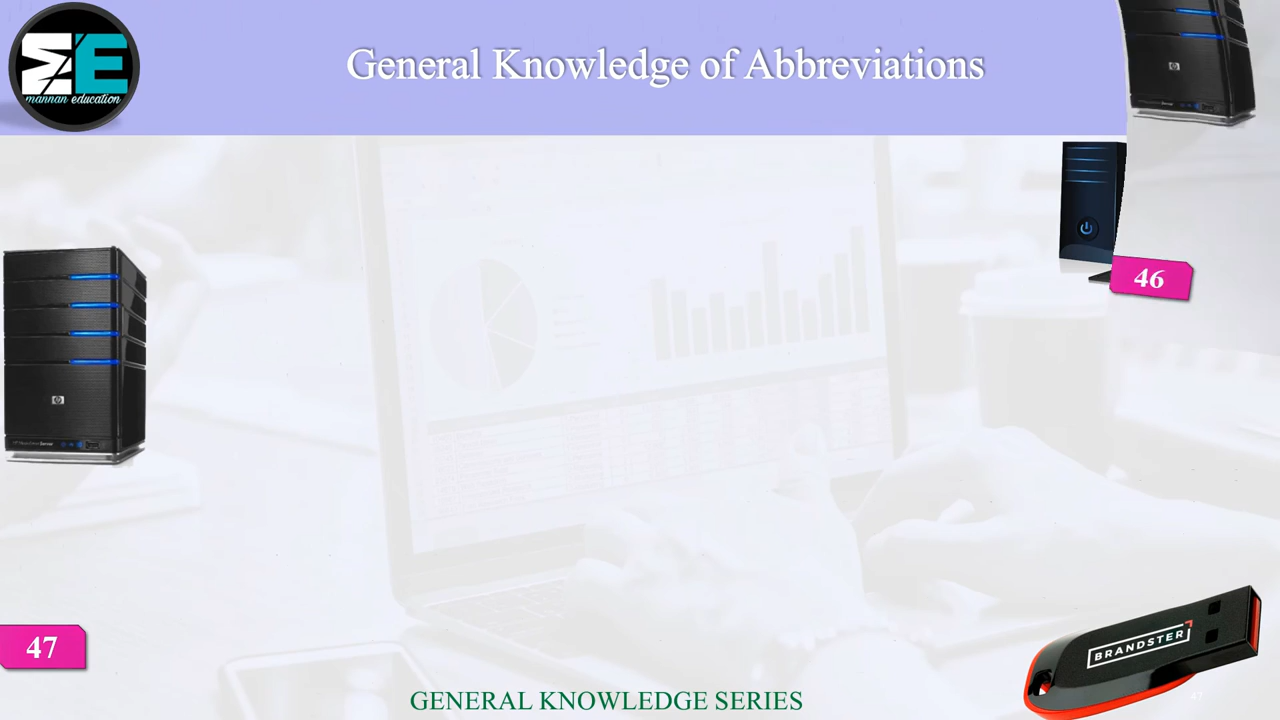 mannan education
General Knowledge of Abbreviations
46
47
BRANDSTER
GENERAL KNOWLEDGE SERIES